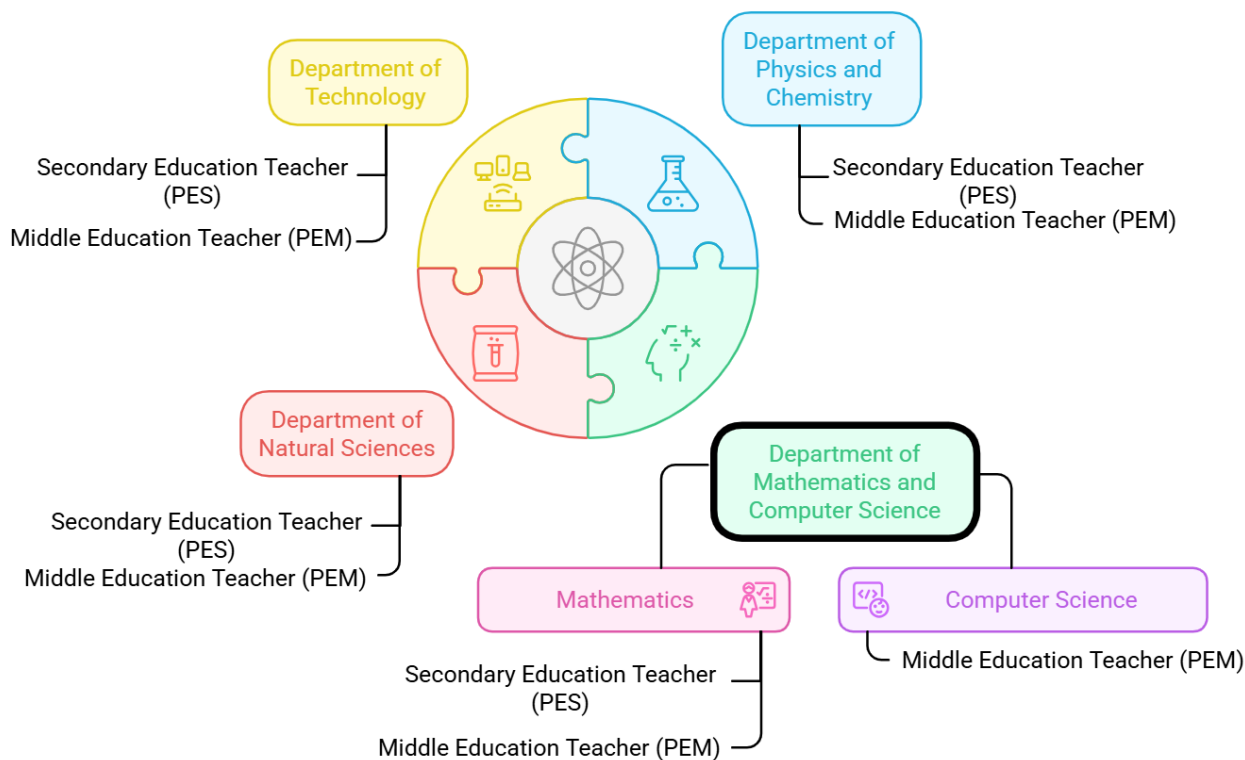 Department of
Technology
Secondary Education Teacher
(PES)
Middle Education Teacher (PEM)
Department of
Physics and
Chemistry
Secondary Education Teacher
(PES)
Middle Education Teacher (PEM)
Department of
Natural Sciences
Secondary Education Teacher
(PES)
Middle Education Teacher (PEM)
Department of
Mathematics and
Computer Science
Mathematics
Secondary Education Teacher
(PES)
Middle Education Teacher (PEM)
Computer Science
Middle Education Teacher (PEM)